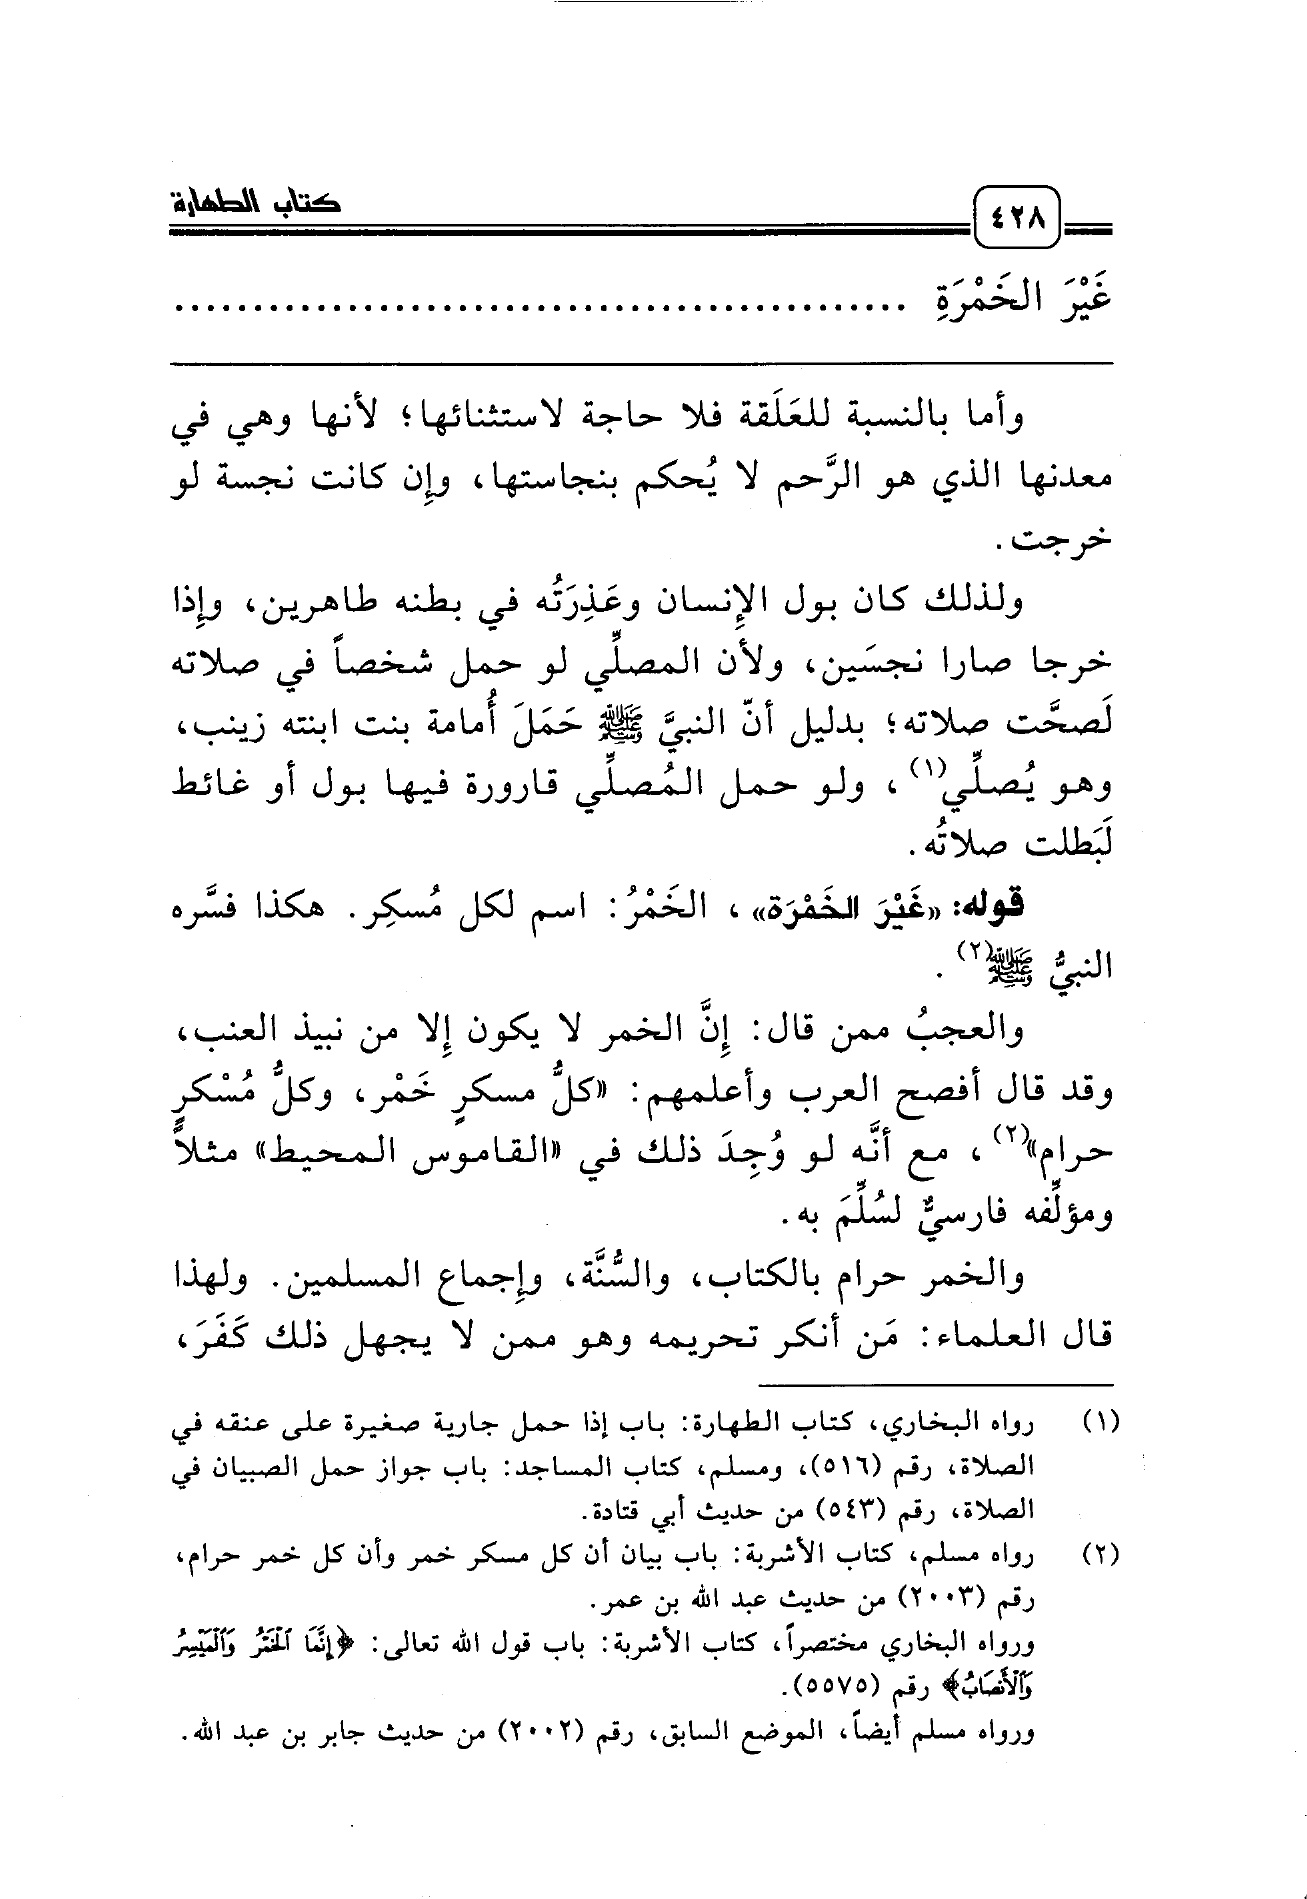 كتاب الطهارة
٤٢٨
غَيْرَ الخَمْرَةِ ................................................
وأما بالنسبة للعَلَقة فلا حاجة لاستثنائها؛ لأنها وهي في
معدنها الذي هو الرَّحم لا يُحكم بنجاستها، وإِن كانت نجسة لو
خرجت.
ولذلك كان بول الإِنسان وعَذِرَتُه في بطنه طاهرين، وإِذا
خرجا صارا نجسَين، ولأن المصلِّي لو حمل شخصاً في صلاته
لَصحَّت صلاته؛ بدليل أنّ النبيَّ ﷺ حَمَلَ أُمامة بنت ابنته زينب،
وهو يُصلِّي(١)، ولو حمل المُصلِّي قارورة فيها بول أو غائط
لَبَطلت صلاتُه.
قوله: «غَيْرَ الخَمْرَة»، الخَمْرُ: اسم لكل مُسكِر. هكذا فسَّره
النبيُّ ﷺ(٢).
والعجبُ ممن قال: إِنَّ الخمر لا يكون إِلا من نبيذ العنب،
وقد قال أفصح العرب وأعلمهم: «كلُّ مسكرٍ خَمْر، وكلُّ مُسْكرٍ
حرام»(٢)، مع أنَّه لو وُجِدَ ذلك في «القاموس المحيط» مثلاً
ومؤلِّفه فارسيٌّ لسُلِّمَ به.
والخمر حرام بالكتاب، والسُّنَّة، وإِجماع المسلمين. ولهذا
قال العلماء: مَن أنكر تحريمه وهو ممن لا يجهل ذلك كَفَرَ،
(١) رواه البخاري، كتاب الطهارة: باب إذا حمل جارية صغيرة على عنقه في
الصلاة، رقم (٥١٦)، ومسلم، كتاب المساجد: باب جواز حمل الصبيان في
الصلاة، رقم (٥٤٣) من حديث أبي قتادة.
(٢) رواه مسلم، كتاب الأشربة: باب بيان أن كل مسكر خمر وأن كل خمر حرام،
رقم (٢٠٠٣) من حديث عبد الله بن عمر.
ورواه البخاري مختصراً، كتاب الأشربة: باب قول الله تعالى: ﴿إِنَّمَا ٱلْخَمْرُ وَٱلْمَيْسِرُ
وَٱلْأَنصَابُ﴾ رقم (٥٥٧٥).
ورواه مسلم أيضاً، الموضع السابق، رقم (٢٠٠٢) من حديث جابر بن عبد الله.